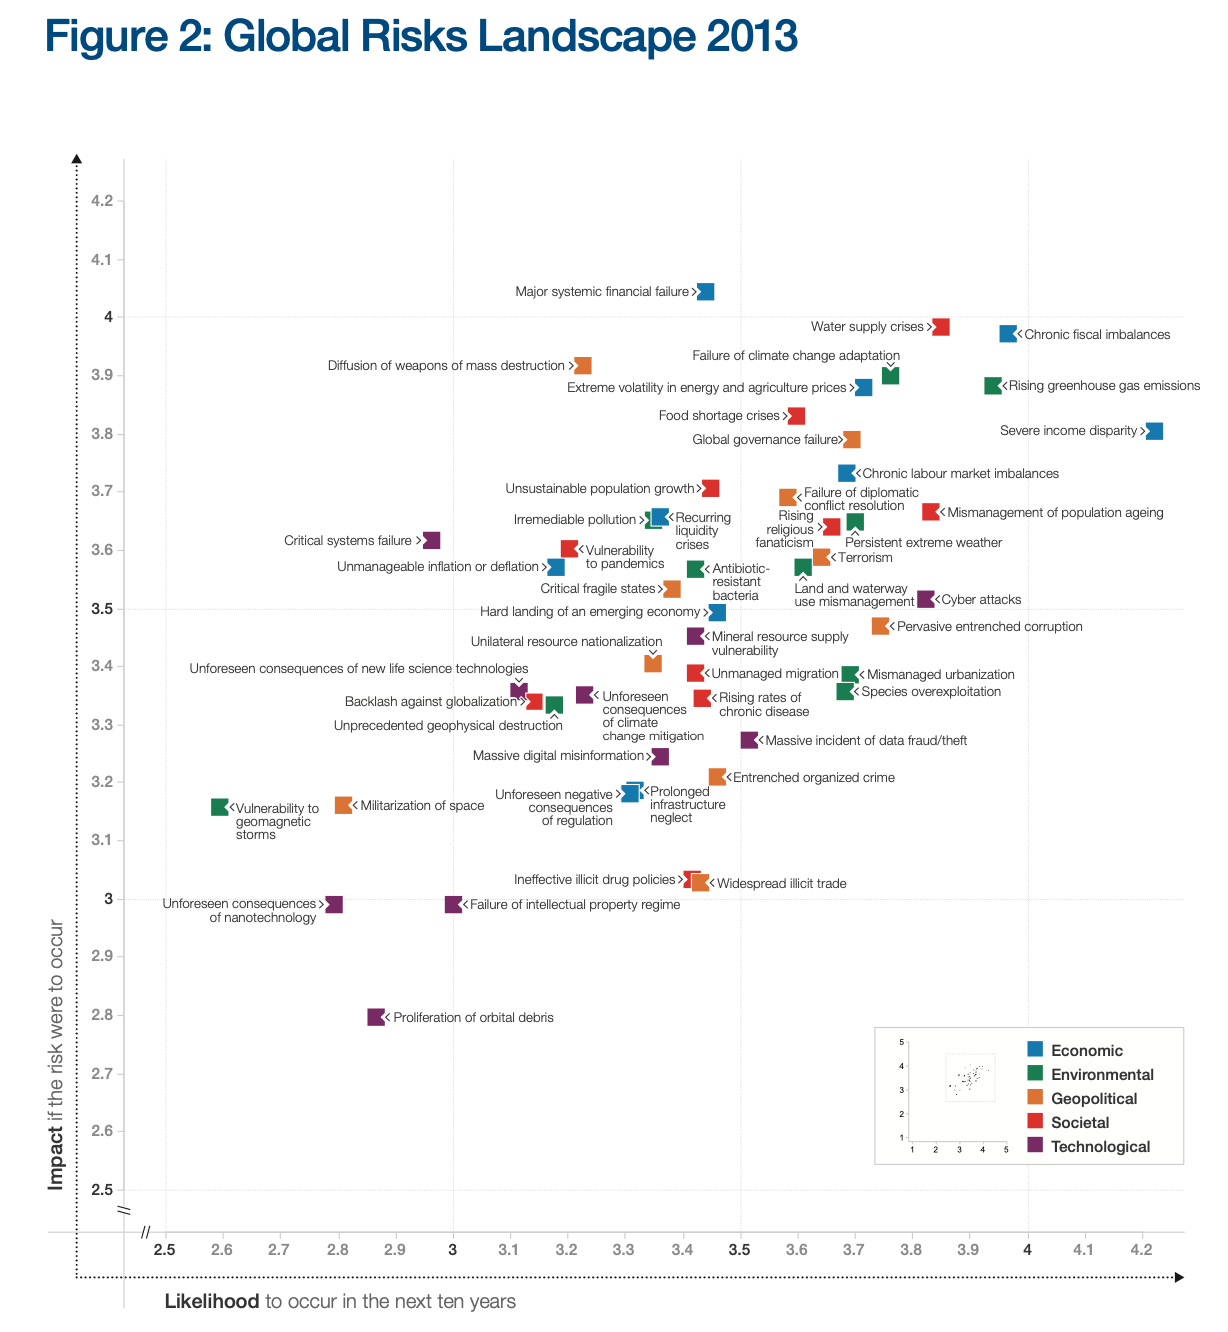 Figure 2: Global Risks Landscape 2013
4.2
4.1
4
3.9
3.8
3.7
3.6
3.5
3.4
3.3
3.2
3.1
3
2.9
2.8
2.7
2.6
2.5
Impact if the risk were to occur
Major systemic financial failure
Water supply crises
Chronic fiscal imbalances
Failure of climate change adaptation
Diffusion of weapons of mass destruction
Extreme volatility in energy and agriculture prices
Rising greenhouse gas emissions
Food shortage crises
Global governance failure
Severe income disparity
Chronic labour market imbalances
Unsustainable population growth
Failure of diplomatic
conflict resolution
Irremediable pollution
Recurring
liquidity
crises
Rising
religious
fanaticism
Mismanagement of population ageing
Persistent extreme weather
Critical systems failure
Vulnerability
to pandemics
Terrorism
Unmanageable inflation or deflation
Antibiotic-
resistant
bacteria
Critical fragile states
Land and waterway
use mismanagement
Cyber attacks
Hard landing of an emerging economy
Pervasive entrenched corruption
Mineral resource supply
vulnerability
Unilateral resource nationalization
Unforeseen consequences of new life science technologies
Unmanaged migration
Mismanaged urbanization
Species overexploitation
Backlash against globalization
Unforeseen
consequences
of climate
change mitigation
Rising rates of
chronic disease
Unprecedented geophysical destruction
Massive incident of data fraud/theft
Massive digital misinformation
Entrenched organized crime
Unforeseen negative
consequences
of regulation
Prolonged
infrastructure
neglect
Vulnerability to
geomagnetic
storms
Militarization of space
Ineffective illicit drug policies
Widespread illicit trade
Unforeseen consequences
of nanotechnology
Failure of intellectual property regime
Proliferation of orbital debris
5
4
3
2
1
1 2 3 4 5
Economic
Environmental
Geopolitical
Societal
Technological
2.5 2.6 2.7 2.8 2.9 3 3.1 3.2 3.3 3.4 3.5 3.6 3.7 3.8 3.9 4 4.1 4.2
Likelihood to occur in the next ten years